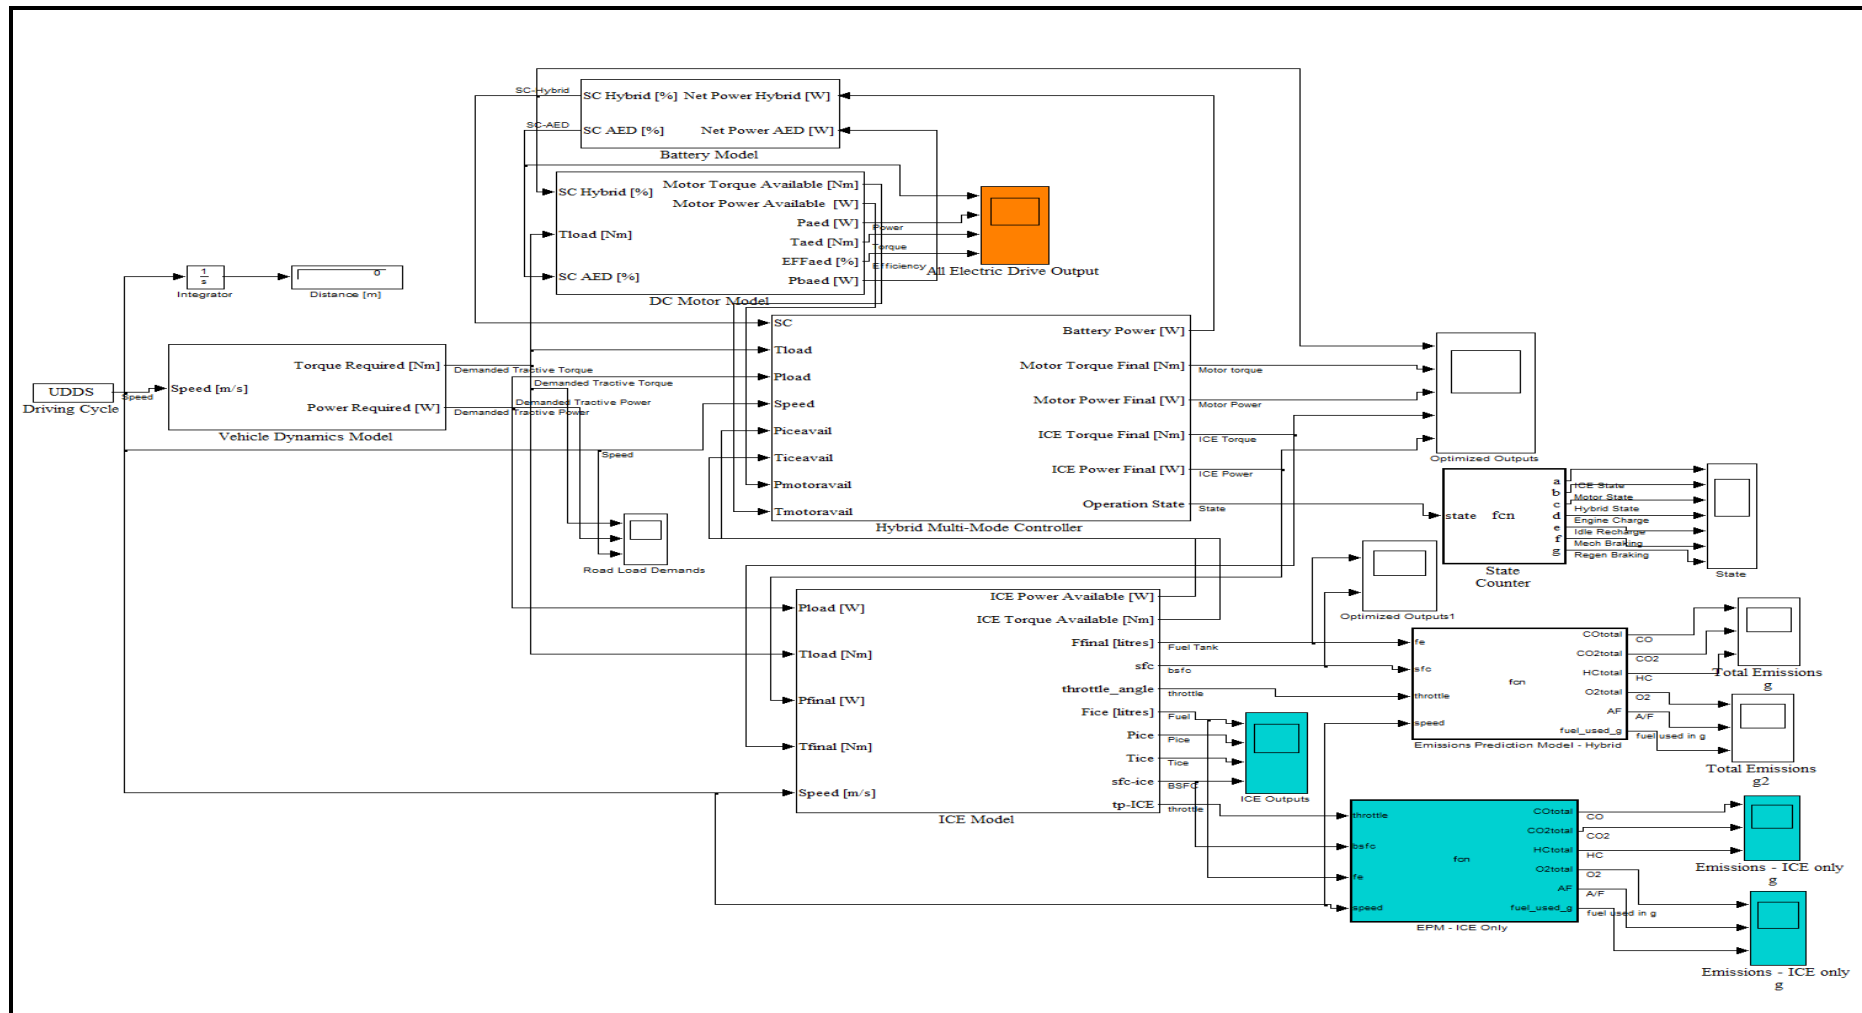 SC-Hybrid
SC Hybrid [%]
Net Power Hybrid [W]
SC-AED
SC AED [%]
Net Power AED [W]
Battery Model
SC Hybrid [%]
Tload [Nm]
SC AED [%]
Motor Torque Available [Nm]
Motor Power Available [W]
Paed [W]
Taed [Nm]
EFFaed [%]
Pbaed [W]
DC Motor Model
Power
Torque
Efficiency
All Electric Drive Output
1
s
Integrator
0
Distance [m]
UDDS
Driving Cycle
Speed
Speed [m/s]
Torque Required [Nm]
Power Required [W]
Vehicle Dynamics Model
Demanded Tractive Torque
Demanded Tractive Torque
Demanded Tractive Power
Demanded Tractive Power
Speed
Road Load Demands
SC
Tload
Pload
Speed
Piceavail
Ticeavail
Pmotoravail
Tmotoravail
Battery Power [W]
Motor Torque Final [Nm]
Motor Power Final [W]
ICE Torque Final [Nm]
ICE Power Final [W]
Operation State
Hybrid Multi-Mode Controller
Motor torque
Motor Power
ICE Torque
ICE Power
State
Optimized Outputs
state
fcn
a
b
c
d
e
f
g
State
Counter
ICE State
Motor State
Hybrid State
Engine Charge
Idle Recharge
Mech Braking
Regen Braking
State
Optimized Outputs1
Pload [W]
Tload [Nm]
Pfinal [W]
Tfinal [Nm]
Speed [m/s]
ICE Power Available [W]
ICE Torque Available [Nm]
Ffinal [litres]
sfc
throttle_angle
Fice [litres]
Pice
Tice
sfc-ice
tp-ICE
ICE Model
Fuel Tank
bsfc
throttle
Fuel
Pice
Tice
BSFC
throttle
ICE Outputs
fe
sfc
throttle
speed
fcn
COtotal
CO2total
HCtotal
O2total
AF
fuel_used_g
Emissions Prediction Model - Hybrid
CO
CO2
HC
O2
A/F
fuel used in g
Total Emissions
g
Total Emissions
g2
throttle
bsfc
fe
speed
fcn
COtotal
CO2total
HCtotal
O2total
AF
fuel_used_g
EPM - ICE Only
CO
CO2
HC
O2
A/F
fuel used in g
Emissions - ICE only
g
Emissions - ICE only
g